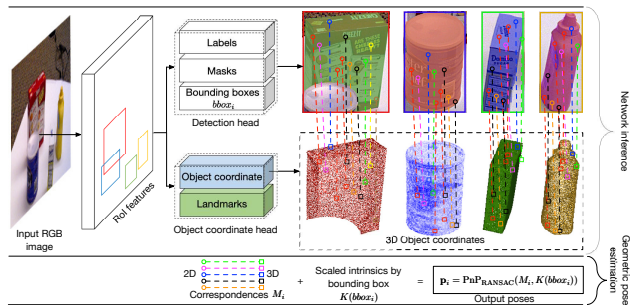 Labels
Masks
Bounding boxes
bbox_i
Detection head
RoI features
Object coordinate
Landmarks
Object coordinate head
Input RGB
image
3D Object coordinates
Network inference
2D
3D
Correspondences M_i
+
Scaled intrinsics by
bounding box
K(bbox_i)
=
p_i = PnP_RANSAC(M_i, K(bbox_i))
Output poses
Geometric pose
estimation